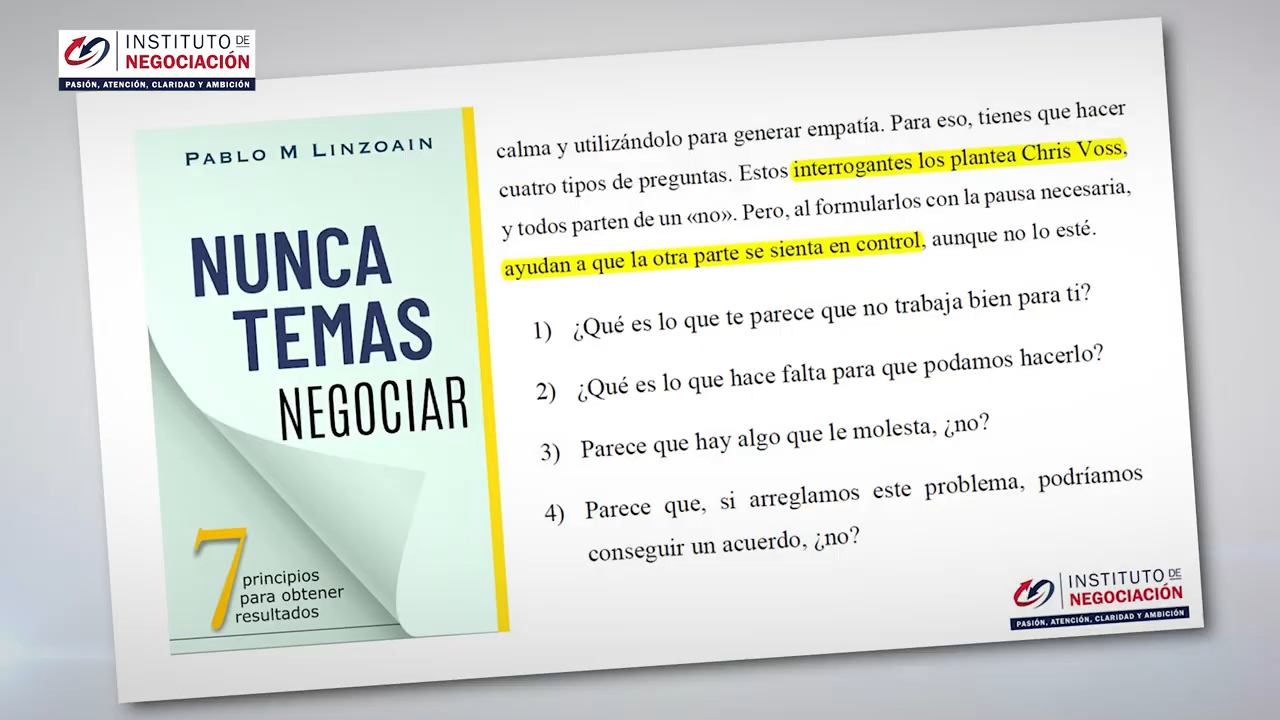 INSTITUTO DE
NEGOCIACIÓN
PASIÓN, ATENCIÓN, CLARIDAD Y AMBICIÓN
PABLO M LINZOAIN
NUNCA
TEMAS
NEGOCIAR
7
principios
para obtener
resultados
calma y utilizándolo para generar empatía. Para eso, tienes que hacer
cuatro tipos de preguntas. Estos interrogantes los plantea Chris Voss,
y todos parten de un «no». Pero, al formularlos con la pausa necesaria,
ayudan a que la otra parte se sienta en control, aunque no lo esté.
1) ¿Qué es lo que te parece que no trabaja bien para ti?
2) ¿Qué es lo que hace falta para que podamos hacerlo?
3) Parece que hay algo que le molesta, ¿no?
4) Parece que, si arreglamos este problema, podríamos
conseguir un acuerdo, ¿no?
INSTITUTO DE
NEGOCIACIÓN
PASIÓN, ATENCIÓN, CLARIDAD Y AMBICIÓN